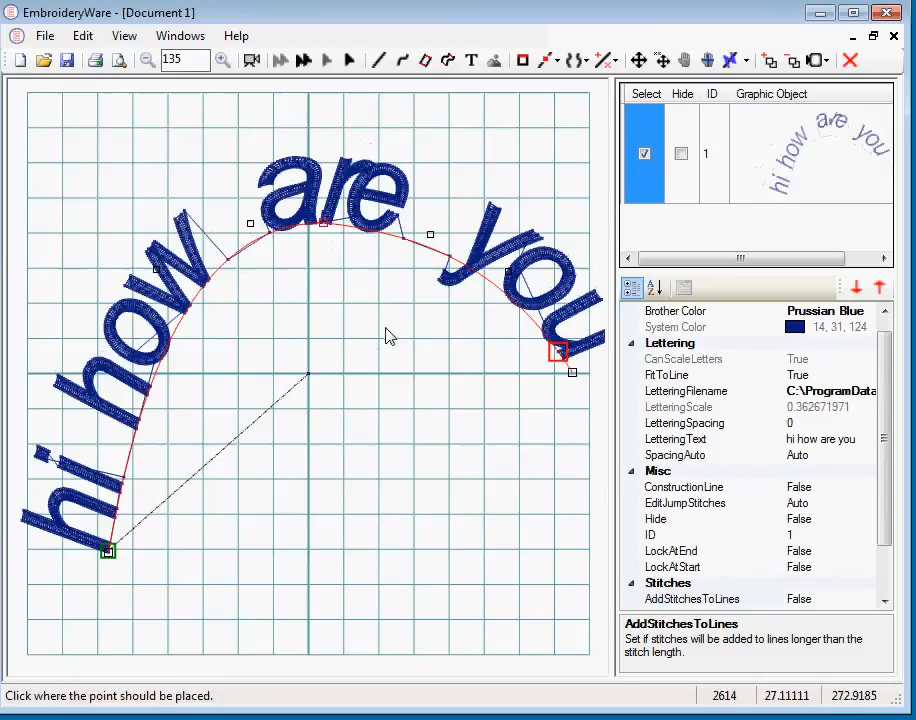 EmbroideryWare - [Document1]
File Edit View Windows Help
135
hi how are you
Select Hide ID Graphic Object
1
hi how are you
Brother Color Prussian Blue
System Color 14, 31, 124
Lettering
CanScaleLetters True
FitToLine True
LetteringFilename C:\ProgramData
LetteringScale 0.362671971
LetteringSpacing 0
LetteringText hi how are you
SpacingAuto Auto
Misc
ConstructionLine False
EditJumpStitches Auto
Hide False
ID 1
LockAtEnd False
LockAtStart False
Stitches
AddStitchesToLines False
AddStitchesToLines
Set if stitches will be added to lines longer than the
stitch length.
Click where the point should be placed. 2614 27.11111 272.9185